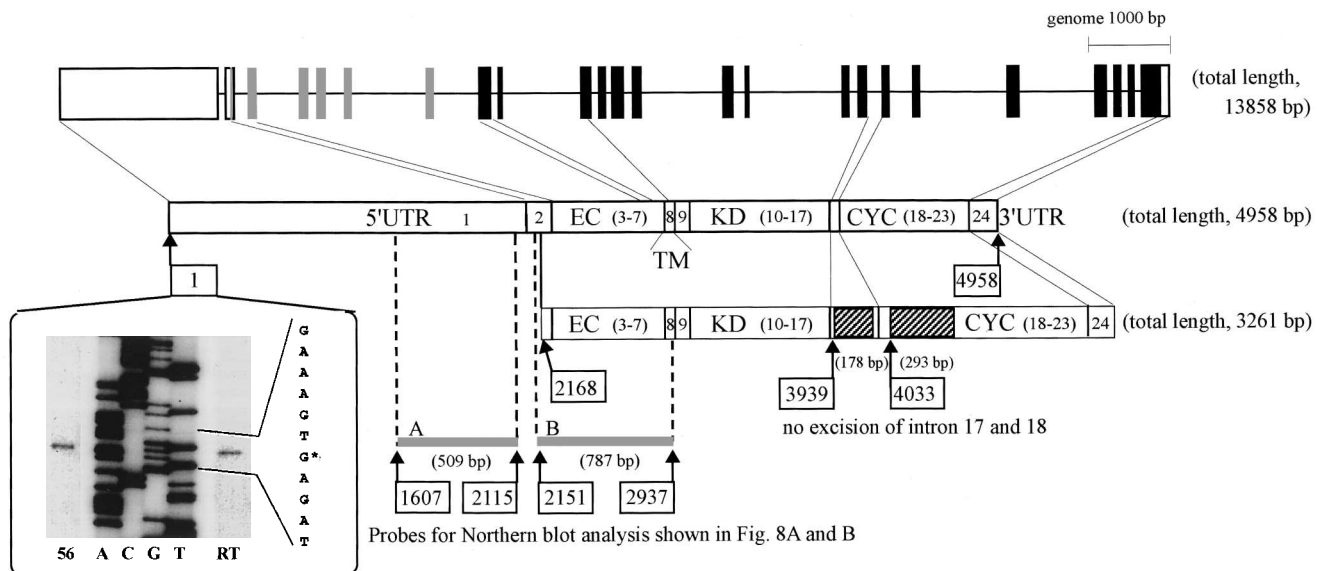 genome 1000 bp
(total length,
13858 bp)
5'UTR 1 2 EC (3-7) 8 9 KD (10-17) CYC (18-23) 24 3'UTR (total length, 4958 bp)
TM
1
4958
EC (3-7) 8 9 KD (10-17) CYC (18-23) 24 (total length, 3261 bp)
(178 bp) (293 bp)
2168 3939 4033
no excision of intron 17 and 18
A B
(509 bp) (787 bp)
1607 2115 2151 2937
Probes for Northern blot analysis shown in Fig. 8A and B
G
A
A
A
G
T
G*
A
G
A
T
56 A C G T RT